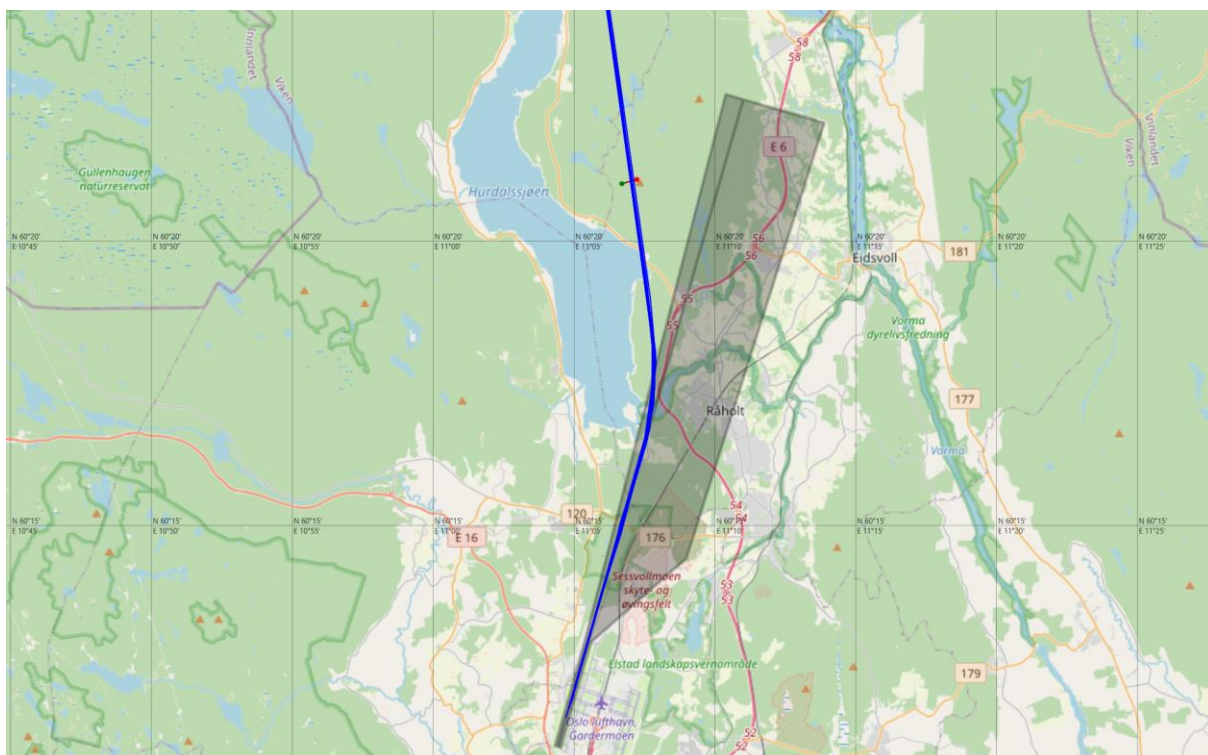 58
58
Innlandet
Viken
Innlandet
Viken
Gullenhaugen
naturreservat
E 6
Hurdalssjøen
N 60°20'
E 10°45'
N 60°20'
E 10°50'
N 60°20'
E 10°55'
N 60°20'
E 11°00'
N 60°20'
E 11°05'
N 60°20'
E 11°10'
N 60°20'
E 11°15'
N 60°20'
E 11°20'
N 60°20'
E 11°25'
56
56
181
Eidsvoll
55
55
Vorma
dyrelivsfredning
177
Råholt
Vorma
54
54
120
N 60°15'
E 10°45'
N 60°15'
E 10°50'
N 60°15'
E 10°55'
N 60°15'
E 11°00'
N 60°15'
E 11°05'
N 60°15'
E 11°10'
N 60°15'
E 11°15'
N 60°15'
E 11°20'
N 60°15'
E 11°25'
E 16
176
Sessvollmoen
skyte- og
øvingsfelt
53
53
Elstad landskapsvernområde
179
Oslo lufthavn,
Gardermoen
52
52